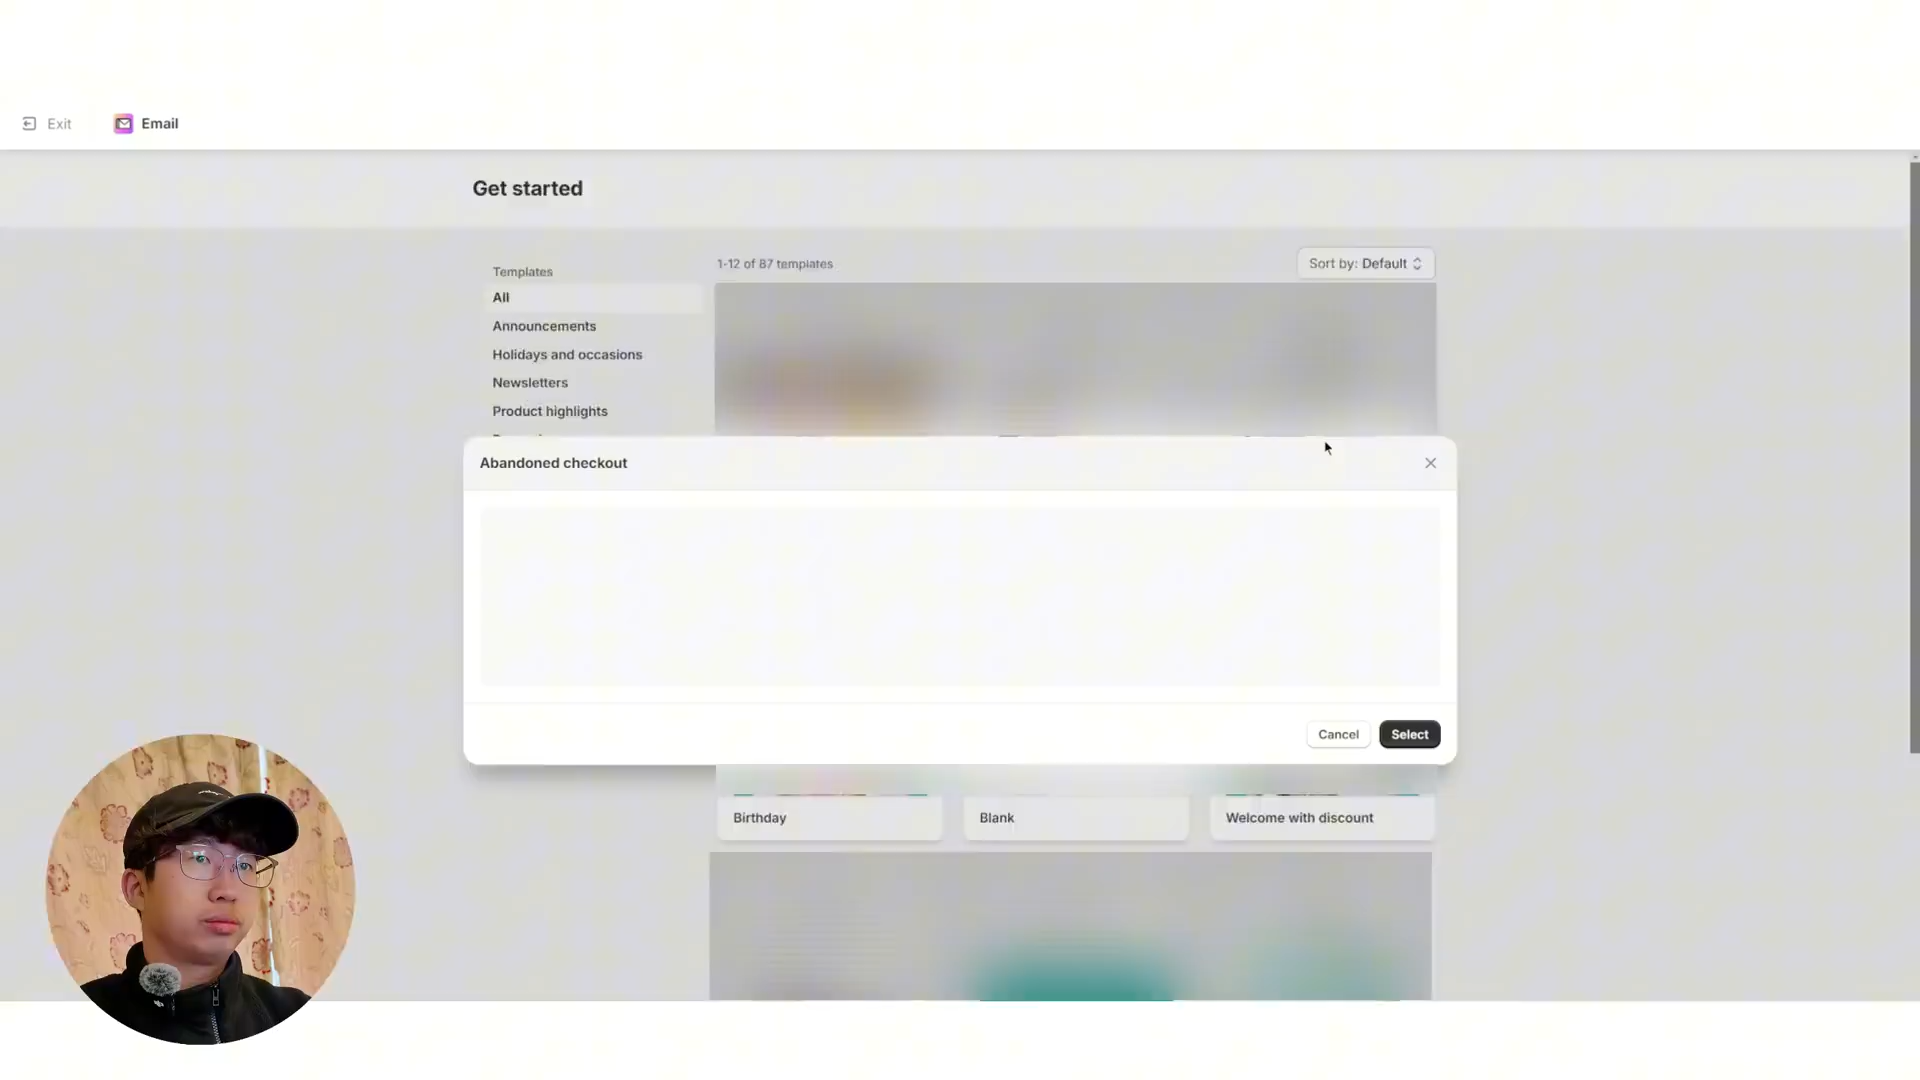 Exit
Email
Get started
Templates
1-12 of 87 templates
Sort by: Default
All
Announcements
Holidays and occasions
Newsletters
Product highlights
Abandoned checkout
Cancel
Select
Birthday
Blank
Welcome with discount